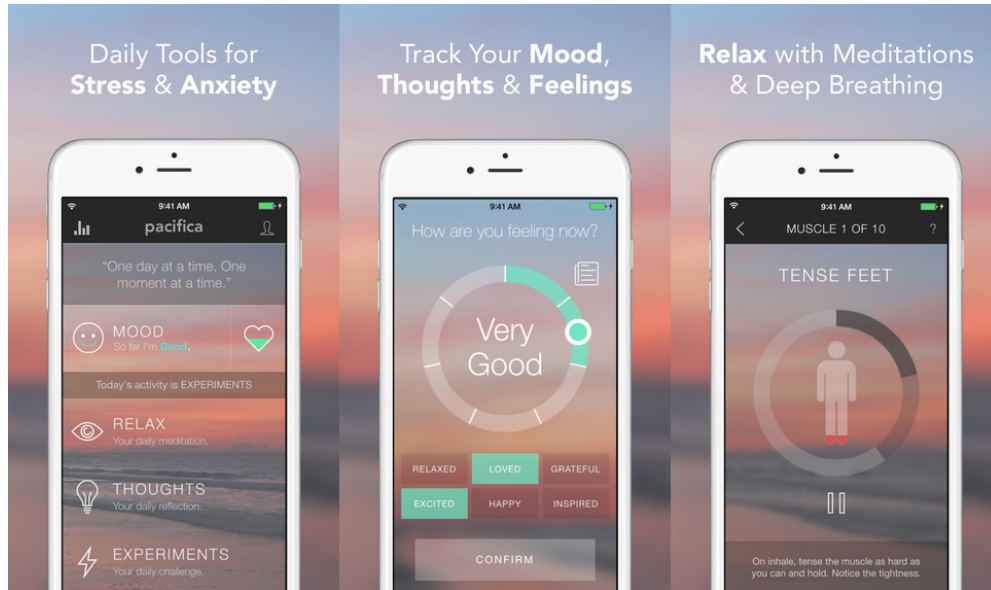 Daily Tools for
Stress & Anxiety
9:41 AM
pacifica
“One day at a time. One
moment at a time.”
MOOD
So far I'm Good.
Today's activity is EXPERIMENTS
RELAX
Your daily meditation.
THOUGHTS
Your daily reflection.
EXPERIMENTS
Your daily challenge.
Track Your Mood,
Thoughts & Feelings
9:41 AM
How are you feeling now?
Very
Good
RELAXED LOVED GRATEFUL
EXCITED HAPPY INSPIRED
CONFIRM
Relax with Meditations
& Deep Breathing
9:41 AM
MUSCLE 1 OF 10 ?
TENSE FEET
On inhale, tense the muscle as hard as
you can and hold. Notice the tightness.